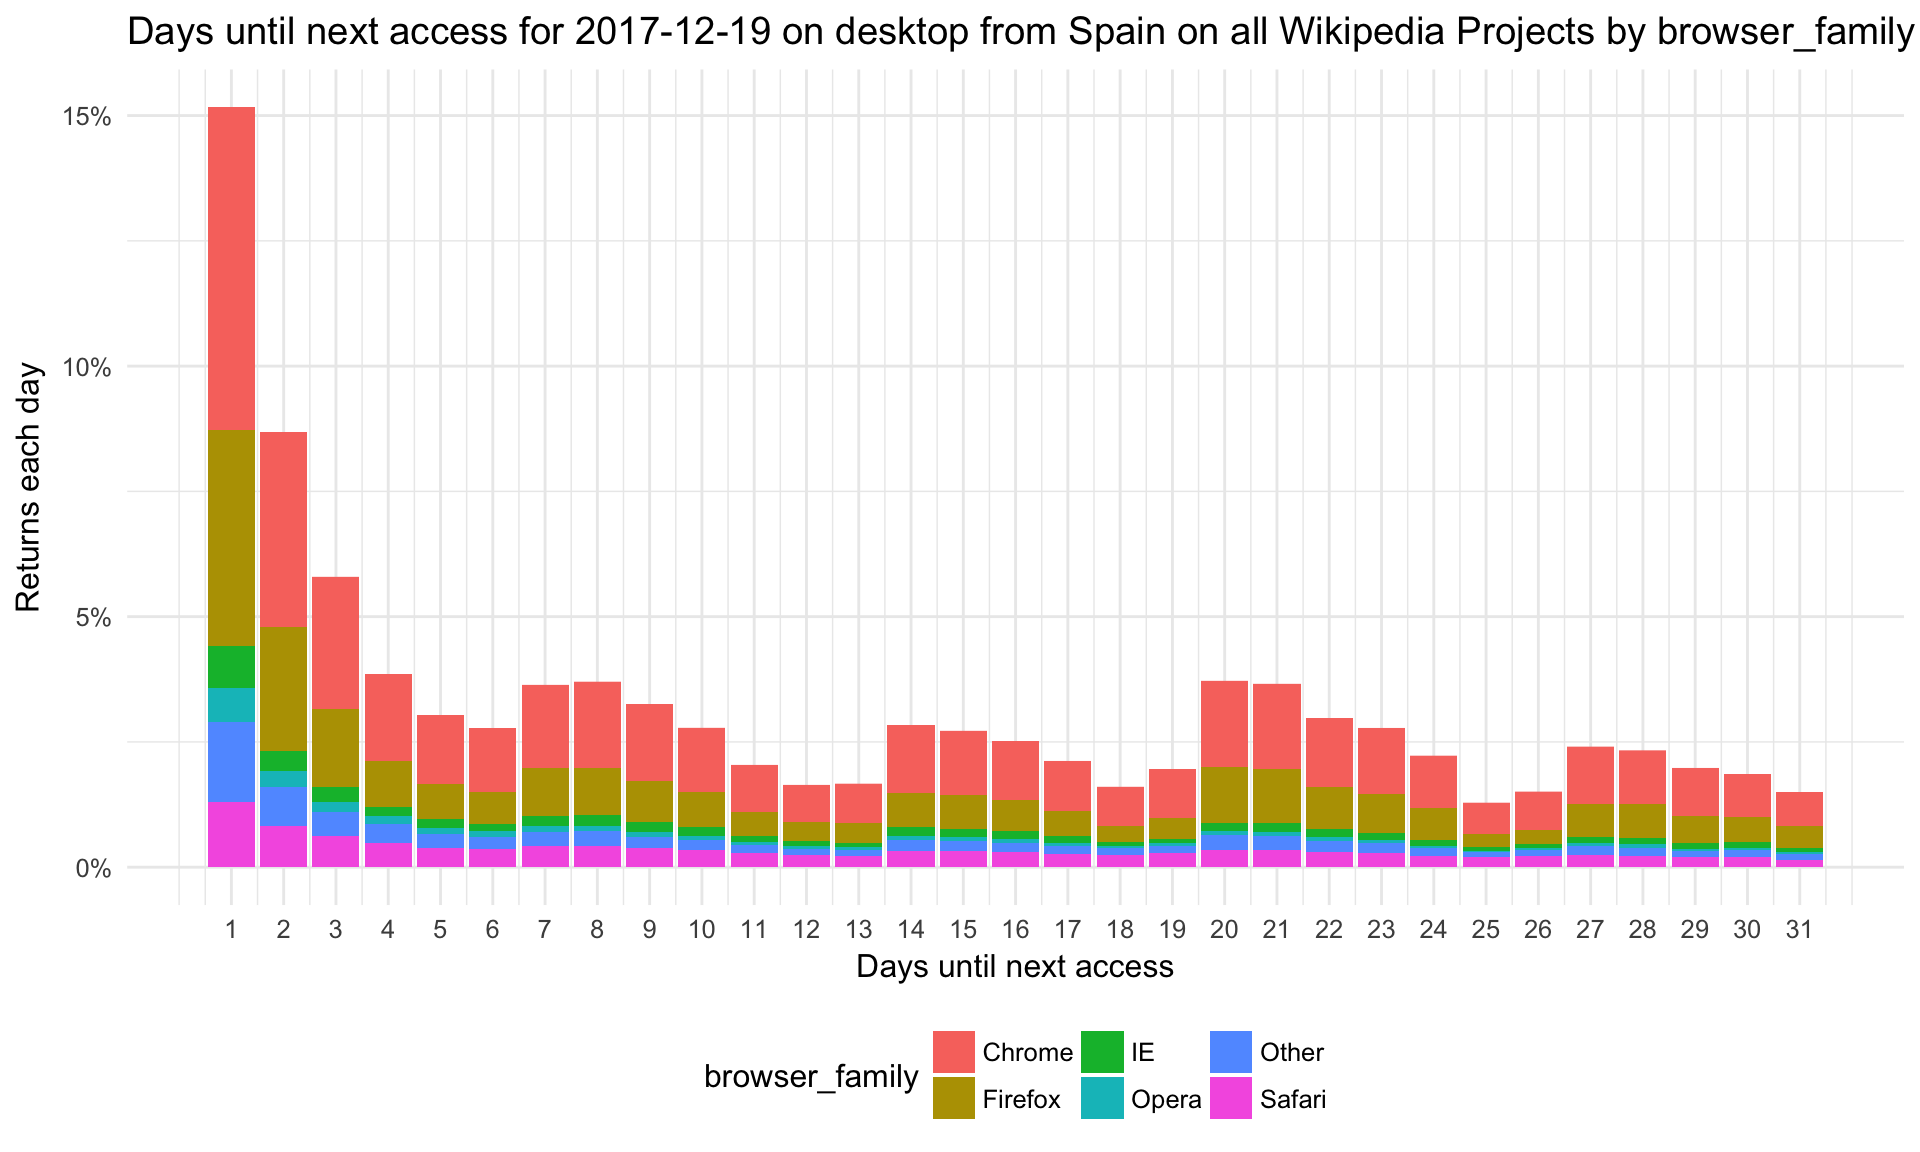 Days until next access for 2017-12-19 on desktop from Spain on all Wikipedia Projects by browser_family
15%
10%
5%
0%
Returns each day
1 2 3 4 5 6 7 8 9 10 11 12 13 14 15 16 17 18 19 20 21 22 23 24 25 26 27 28 29 30 31
Days until next access
browser_family
Chrome IE Other
Firefox Opera Safari